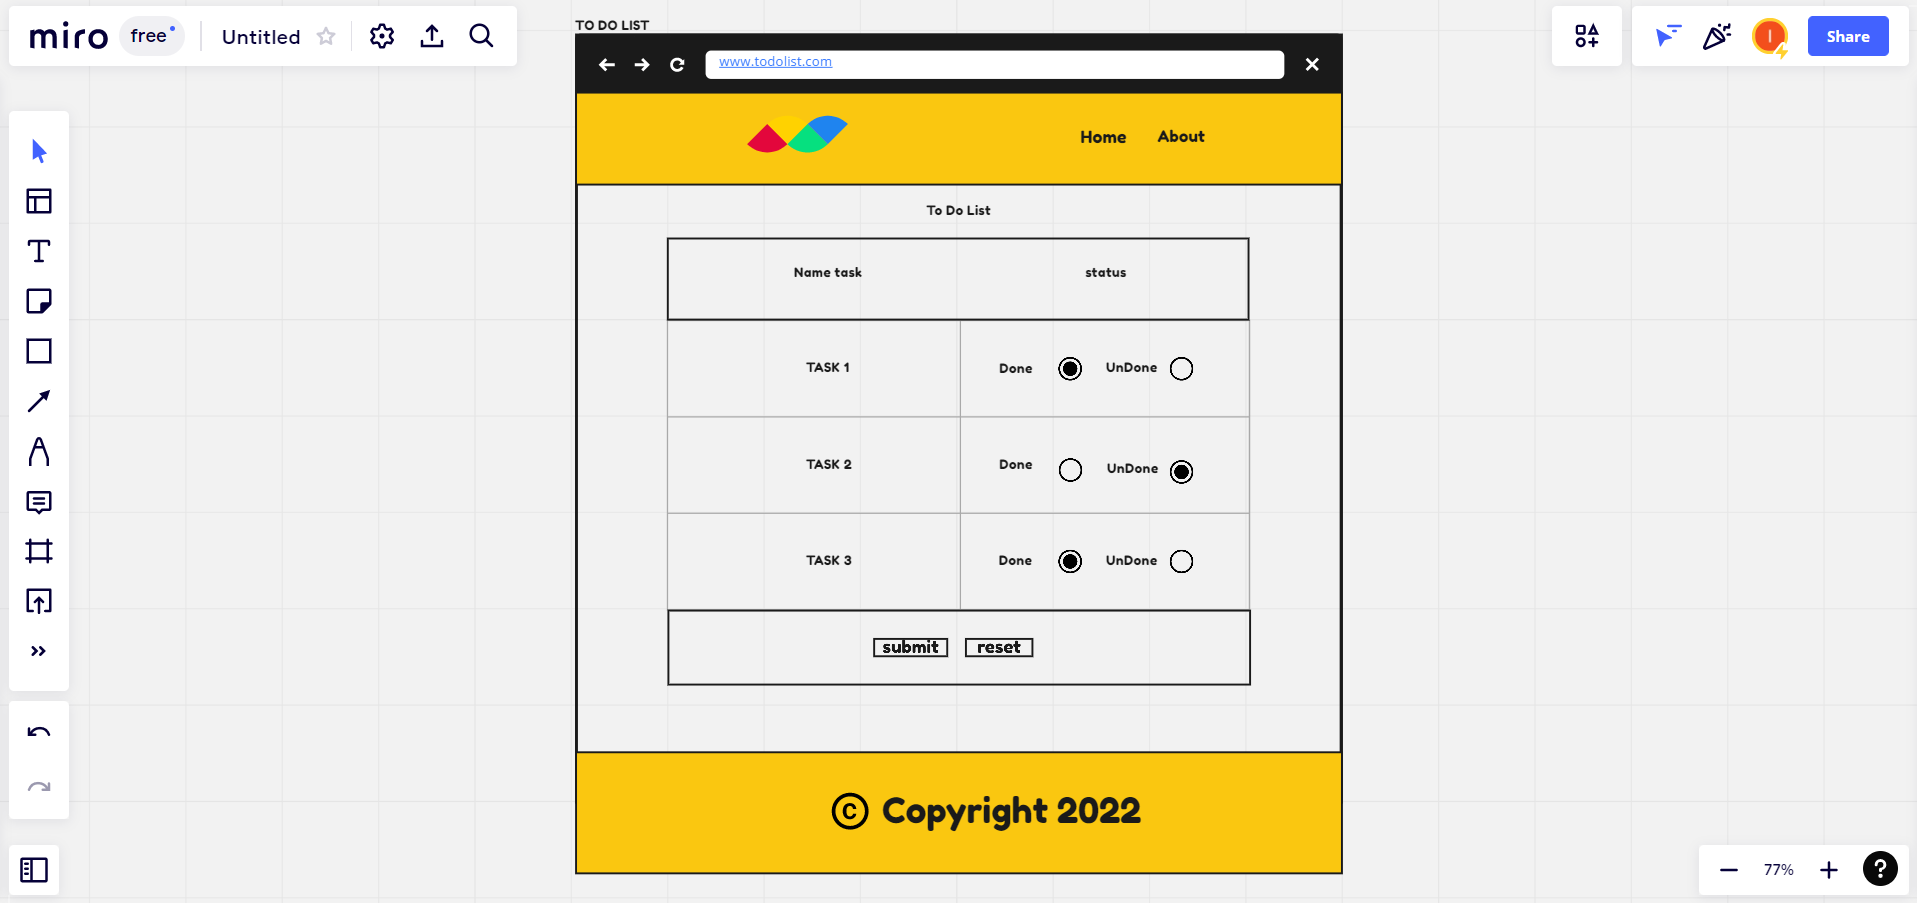 miro free Untitled
Share
TO DO LIST
www.todolist.com
Home About
To Do List
Name task status
TASK 1 Done UnDone
TASK 2 Done UnDone
TASK 3 Done UnDone
submit reset
© Copyright 2022
77%